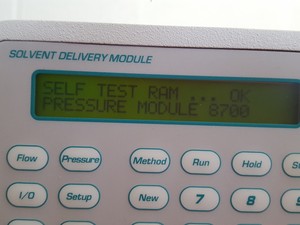 SOLVENT DELIVERY MODULE
SELF TEST RAM ... OK
PRESSURE MODULE 8700
Flow Pressure Method Run Hold
I/O Setup New 7 8